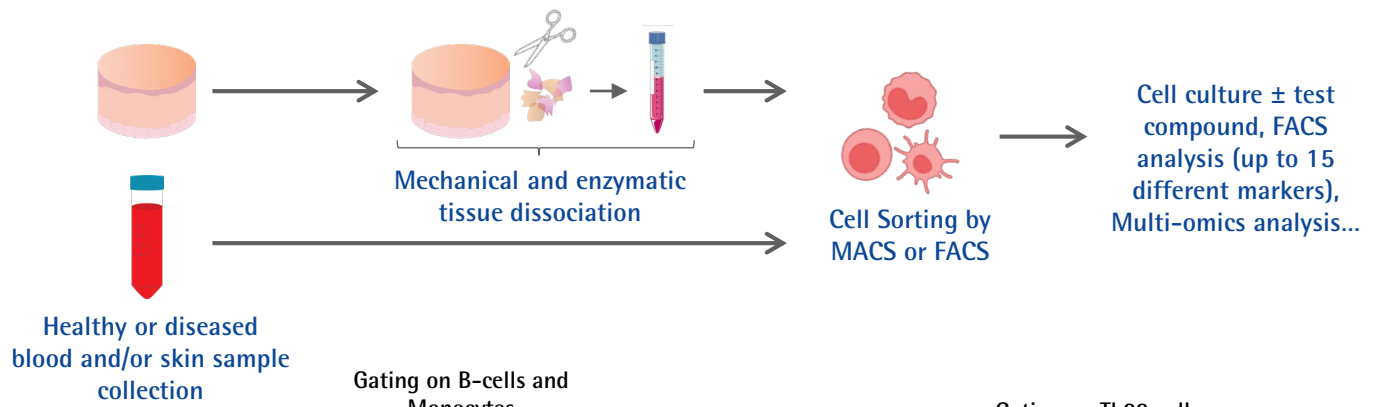 Mechanical and enzymatic
tissue dissociation
Cell Sorting by
MACS or FACS
Cell culture ± test
compound, FACS
analysis (up to 15
different markers),
Multi-omics analysis...
Healthy or diseased
blood and/or skin sample
collection
Gating on B-cells and
Monocytes